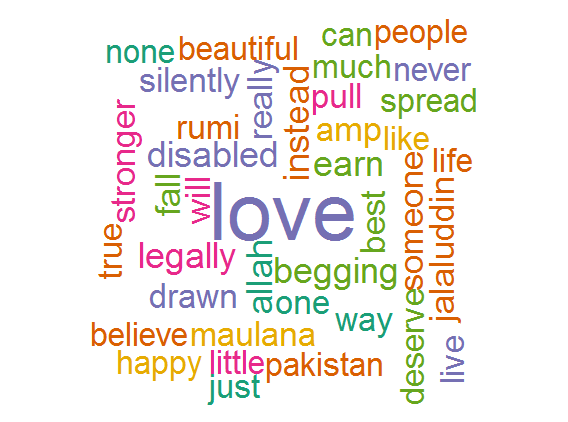 can people
none beautiful
much never
silently
really
instead
pull
spread
stronger
rumi
amp like
disabled
earn
life
fall
will
love
best
someone
jalaluddin
true
legally
allah
begging
drawn
one
way
deserve
live
believe maulana
happy little pakistan
just